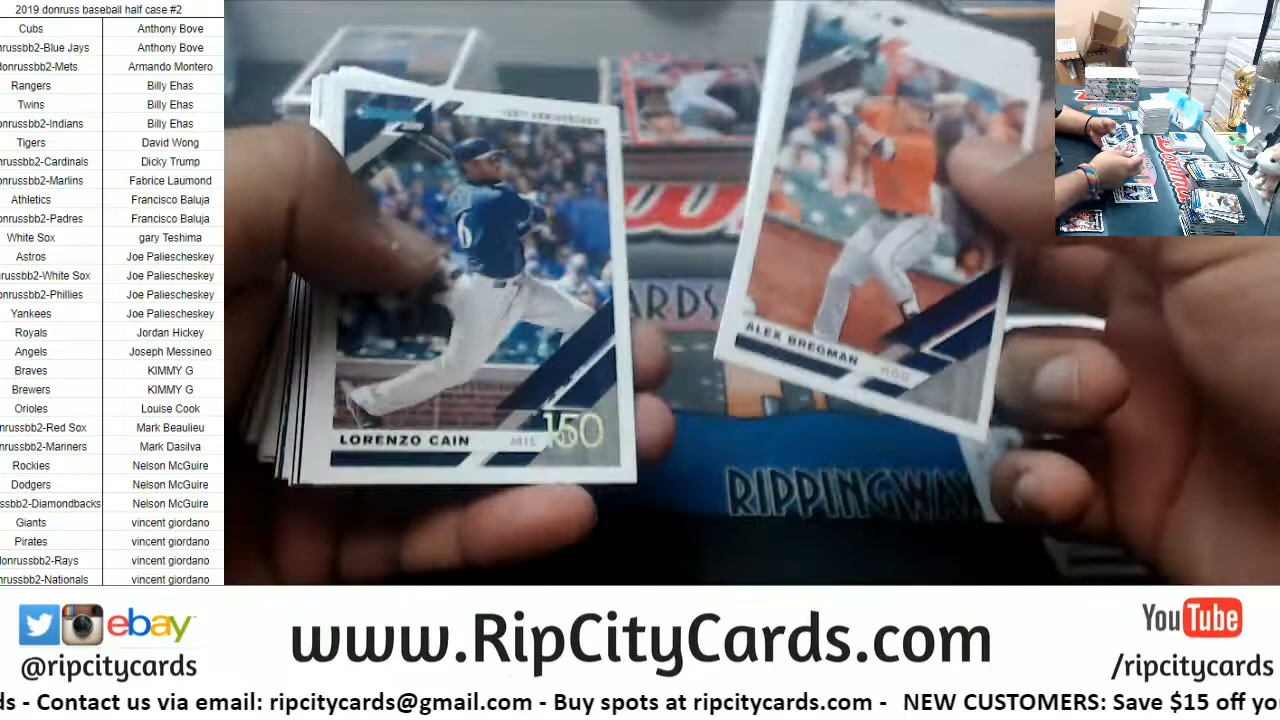 2019 donruss baseball half case #2
Cubs Anthony Bove
nrussbb2-Blue Jays Anthony Bove
donrussbb2-Mets Armando Montero
Rangers Billy Ehas
Twins Billy Ehas
onrussbb2-Indians Billy Ehas
Tigers David Wong
nrussbb2-Cardinals Dicky Trump
onrussbb2-Marlins Fabrice Laumond
Athletics Francisco Baluja
onrussbb2-Padres Francisco Baluja
White Sox gary Teshima
Astros Joe Paliescheskey
nrussbb2-White Sox Joe Paliescheskey
onrussbb2-Phillies Joe Paliescheskey
Yankees Joe Paliescheskey
Royals Jordan Hickey
Angels Joseph Messineo
Braves KIMMY G
Brewers KIMMY G
Orioles Louise Cook
nrussbb2-Red Sox Mark Beaulieu
nrussbb2-Mariners Mark Dasilva
Rockies Nelson McGuire
Dodgers Nelson McGuire
ssbb2-Diamondbacks Nelson McGuire
Giants vincent giordano
Pirates vincent giordano
donrussbb2-Rays vincent giordano
nrussbb2-Nationals vincent giordano
ANNIVERSARY
6
LORENZO CAIN MIL
150
ALEX BREGMAN HOU
ARDS
RIPPINGWAX
ebay
@ripcitycards
www.RipCityCards.com
YouTube
/ripcitycards
ds - Contact us via email: ripcitycards@gmail.com - Buy spots at ripcitycards.com - NEW CUSTOMERS: Save $15 off yo